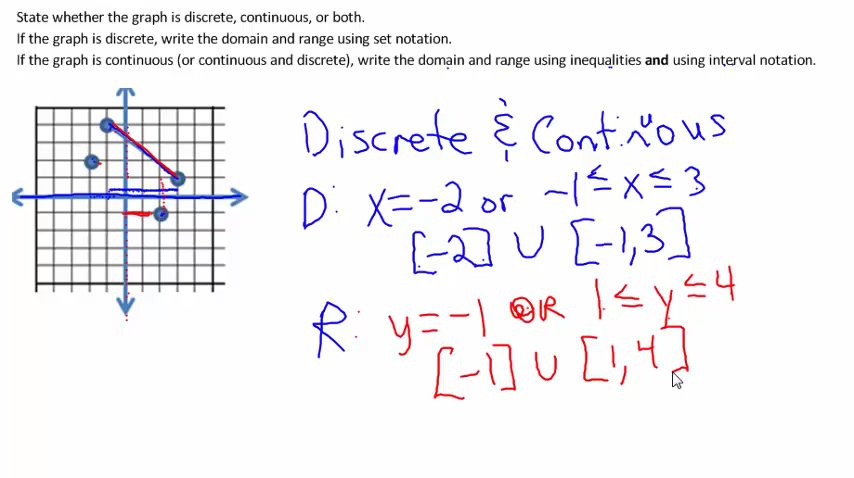 State whether the graph is discrete, continuous, or both.
If the graph is discrete, write the domain and range using set notation.
If the graph is continuous (or continuous and discrete), write the domain and range using inequalities and using interval notation.
Discrete & Continuous
D: x=-2 or -1≤x≤3
[-2] ∪ [-1,3]
R: y=-1 OR 1≤y≤4
[-1] ∪ [1,4]